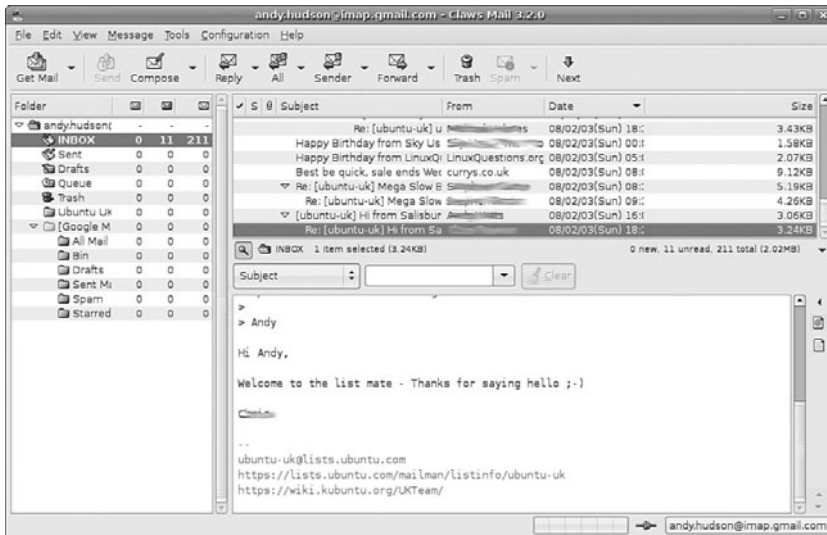 andy.hudson@imap.gmail.com - Claws Mail 3.2.0
File Edit View Message Tools Configuration Help
Get Mail Send Compose Reply All Sender Forward Trash Spam Next
Folder
andy.hudson(
INBOX 0 11 211
Sent 0 0 0
Drafts 0 0 0
Queue 0 0 0
Trash 0 0 0
Ubuntu UK 0 0 0
[Google M 0 0 0
All Mail 0 0 0
Bin 0 0 0
Drafts 0 0 0
Sent Ma 0 0 0
Spam 0 0 0
Starred 0 0 0
S Subject From Date Size
Re: [ubuntu-uk] u 08/02/03(Sun) 18: 3.43KB
Happy Birthday from Sky Us 08/02/03(Sun) 00: 1.58KB
Happy Birthday from LinuxQ LinuxQuestions.org 08/02/03(Sun) 05: 2.07KB
Best be quick, sale ends Wed currys.co.uk 08/02/03(Sun) 08: 9.12KB
Re: [ubuntu-uk] Mega Slow B 08/02/03(Sun) 08: 5.19KB
Re: [ubuntu-uk] Mega Slow 08/02/03(Sun) 09: 4.26KB
[ubuntu-uk] Hi from Salisbur 08/02/03(Sun) 16: 3.06KB
Re: [ubuntu-uk] Hi from Sa 08/02/03(Sun) 18: 3.24KB
INBOX 1 item selected (3.24KB) 0 new, 11 unread, 211 total (2.02MB)
Subject Clear
>
> Andy
Hi Andy,
Welcome to the list mate - Thanks for saying hello ;-)
--
ubuntu-uk@lists.ubuntu.com
https://lists.ubuntu.com/mailman/listinfo/ubuntu-uk
https://wiki.kubuntu.org/UKTeam/
andy.hudson@imap.gmail.com